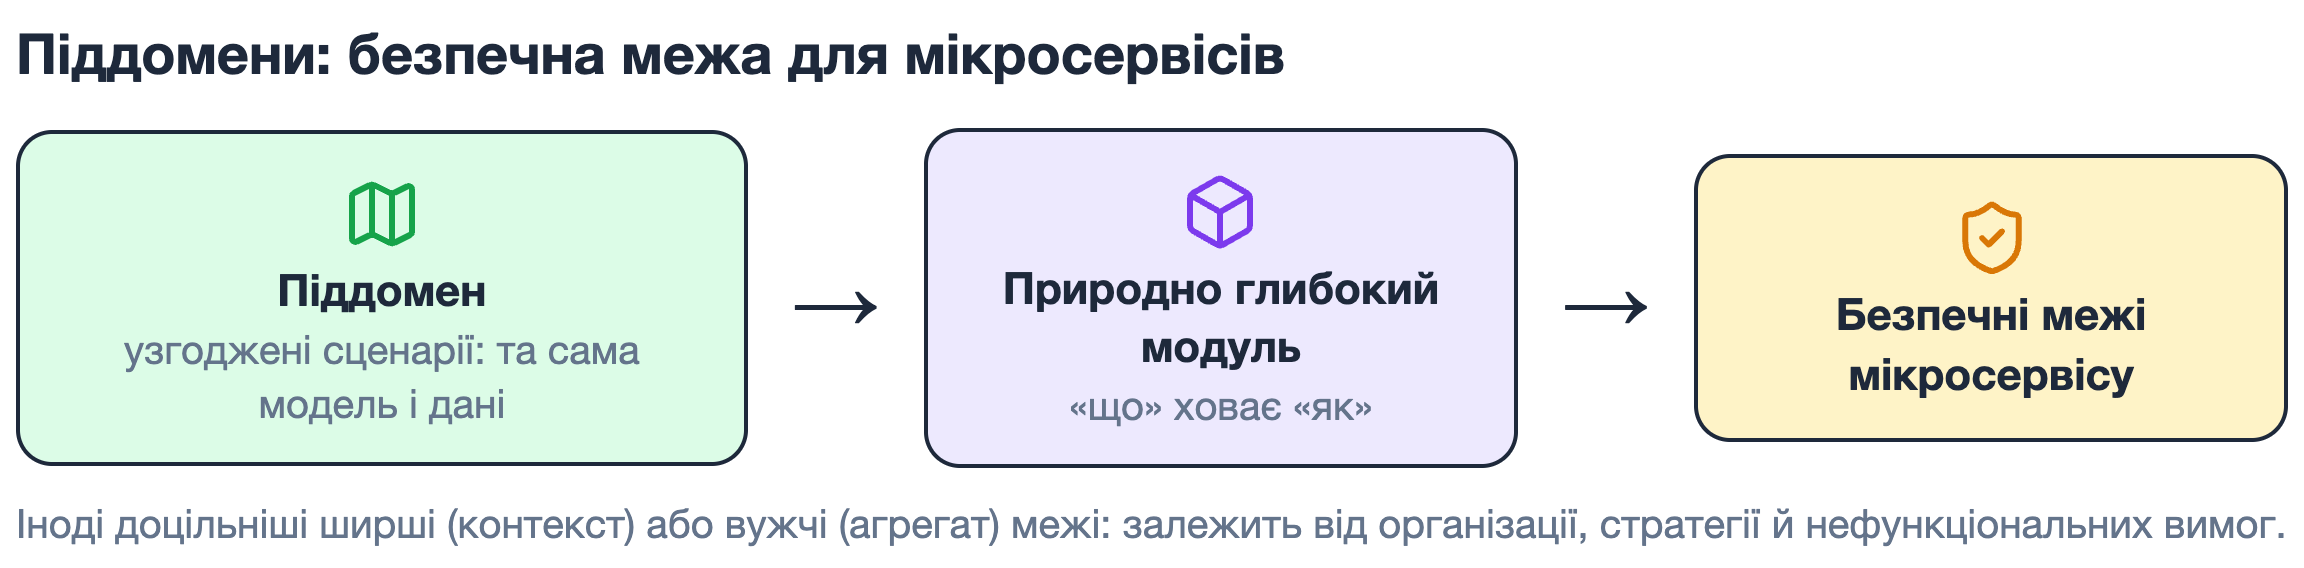 Піддомени: безпечна межа для мікросервісів
Піддомен
узгоджені сценарії: та сама
модель і дані
→
Природно глибокий
модуль
«що» ховає «як»
→
Безпечні межі
мікросервісу
Іноді доцільніші ширші (контекст) або вужчі (агрегат) межі: залежить від організації, стратегії й нефункціональних вимог.